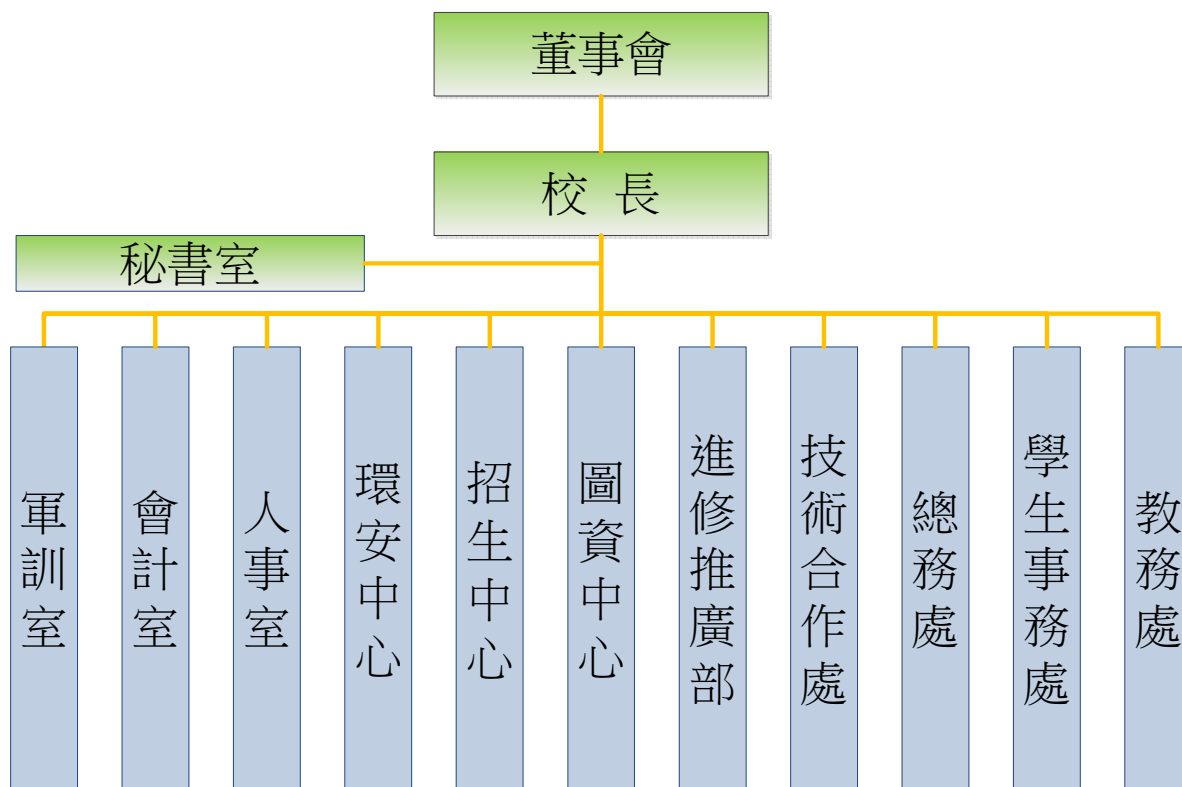 董事會
校長
秘書室
軍訓室
會計室
人事室
環安中心
招生中心
圖資中心
進修推廣部
技術合作處
總務處
學生事務處
教務處